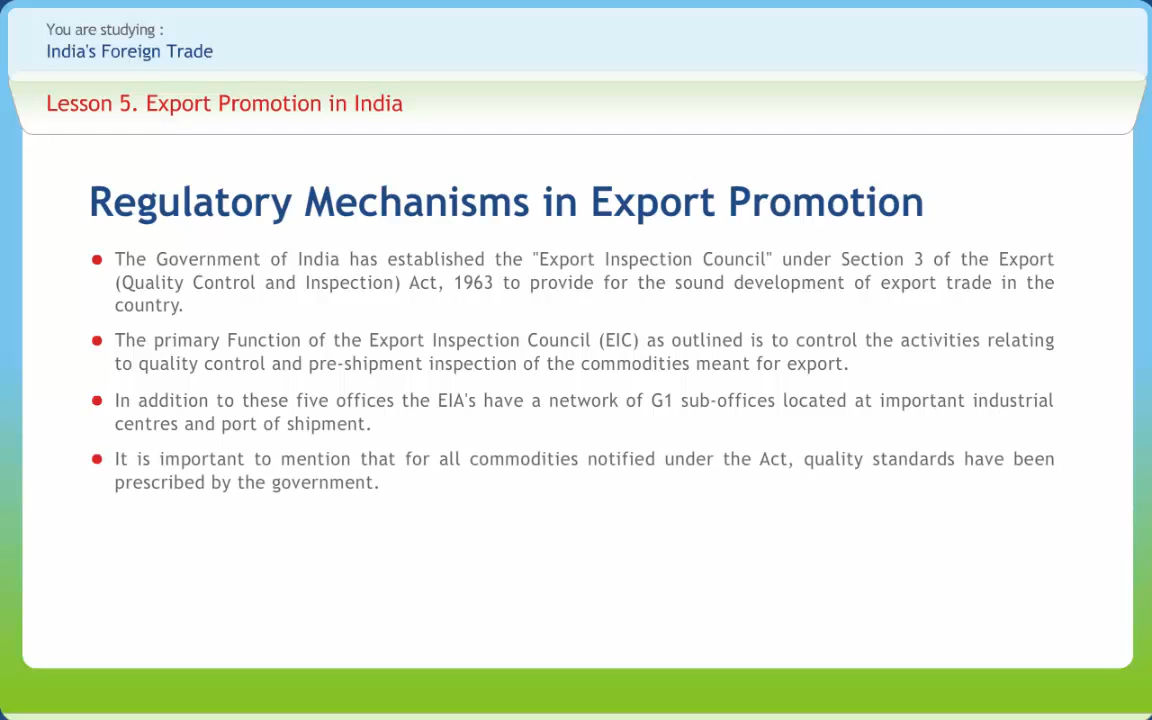 You are studying :
India's Foreign Trade
Lesson 5. Export Promotion in India
Regulatory Mechanisms in Export Promotion
The Government of India has established the "Export Inspection Council" under Section 3 of the Export
(Quality Control and Inspection) Act, 1963 to provide for the sound development of export trade in the
country.
The primary Function of the Export Inspection Council (EIC) as outlined is to control the activities relating
to quality control and pre-shipment inspection of the commodities meant for export.
In addition to these five offices the EIA's have a network of G1 sub-offices located at important industrial
centres and port of shipment.
It is important to mention that for all commodities notified under the Act, quality standards have been
prescribed by the government.